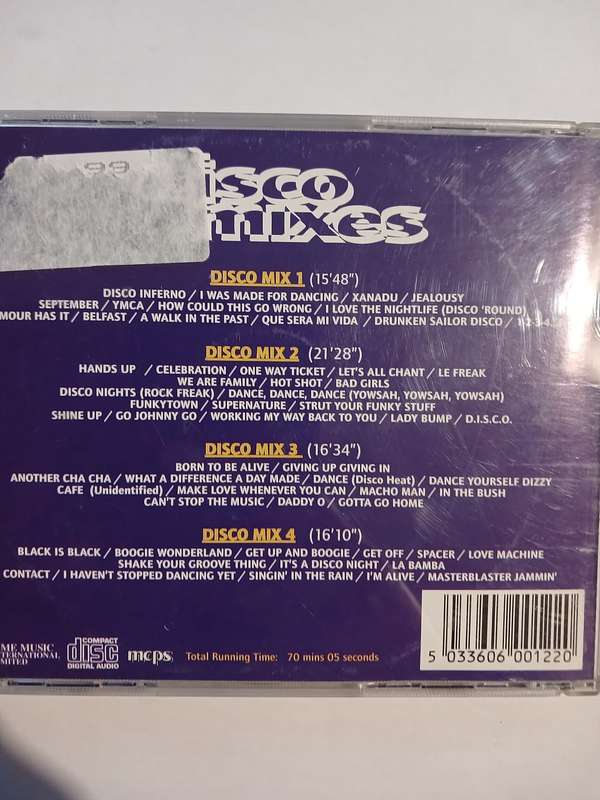 99
isco
mixes
DISCO MIX 1 (15'48")
DISCO INFERNO / I WAS MADE FOR DANCING / XANADU / JEALOUSY
SEPTEMBER / YMCA / HOW COULD THIS GO WRONG / I LOVE THE NIGHTLIFE (DISCO 'ROUND)
MOUR HAS IT / BELFAST / A WALK IN THE PAST / QUE SERA MI VIDA / DRUNKEN SAILOR DISCO / 1-2-3-4
DISCO MIX 2 (21'28")
HANDS UP / CELEBRATION / ONE WAY TICKET / LET'S ALL CHANT / LE FREAK
WE ARE FAMILY / HOT SHOT / BAD GIRLS
DISCO NIGHTS (ROCK FREAK) / DANCE, DANCE, DANCE (YOWSAH, YOWSAH, YOWSAH)
FUNKYTOWN / SUPERNATURE / STRUT YOUR FUNKY STUFF
SHINE UP / GO JOHNNY GO / WORKING MY WAY BACK TO YOU / LADY BUMP / D.I.S.C.O.
DISCO MIX 3 (16'34")
BORN TO BE ALIVE / GIVING UP GIVING IN
ANOTHER CHA CHA / WHAT A DIFFERENCE A DAY MADE / DANCE (Disco Heat) / DANCE YOURSELF DIZZY
CAFE (Unidentified) / MAKE LOVE WHENEVER YOU CAN / MACHO MAN / IN THE BUSH
CAN'T STOP THE MUSIC / DADDY O / GOTTA GO HOME
DISCO MIX 4 (16'10")
BLACK IS BLACK / BOOGIE WONDERLAND / GET UP AND BOOGIE / GET OFF / SPACER / LOVE MACHINE
SHAKE YOUR GROOVE THING / IT'S A DISCO NIGHT / LA BAMBA
CONTACT / I HAVEN'T STOPPED DANCING YET / SINGIN' IN THE RAIN / I'M ALIVE / MASTERBLASTER JAMMIN'
ME MUSIC
TERNATIONAL
MITED
COMPACT
disc
DIGITAL AUDIO
mcps
Total Running Time: 70 mins 05 seconds
5 033606 001220